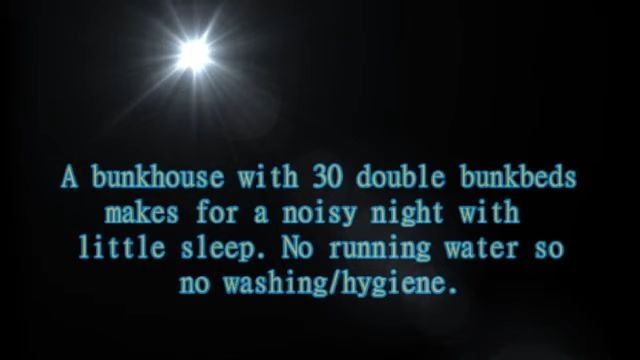 A bunkhouse with 30 double bunkbeds
makes for a noisy night with
little sleep. No running water so
no washing/hygiene.